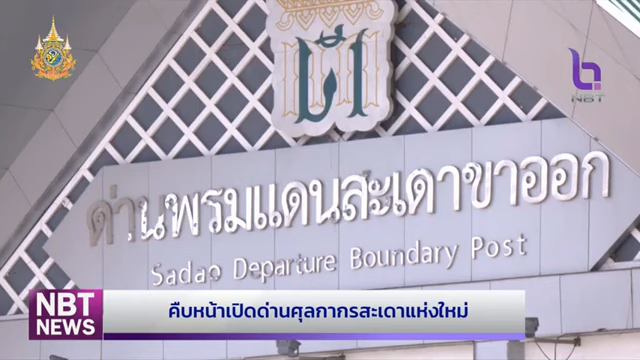 NBT
ด่านพรมแดนสะเดาขาออก
Sadao Departure Boundary Post
NBT
NEWS
คืบหน้าเปิดด่านศุลกากรสะเดาแห่งใหม่